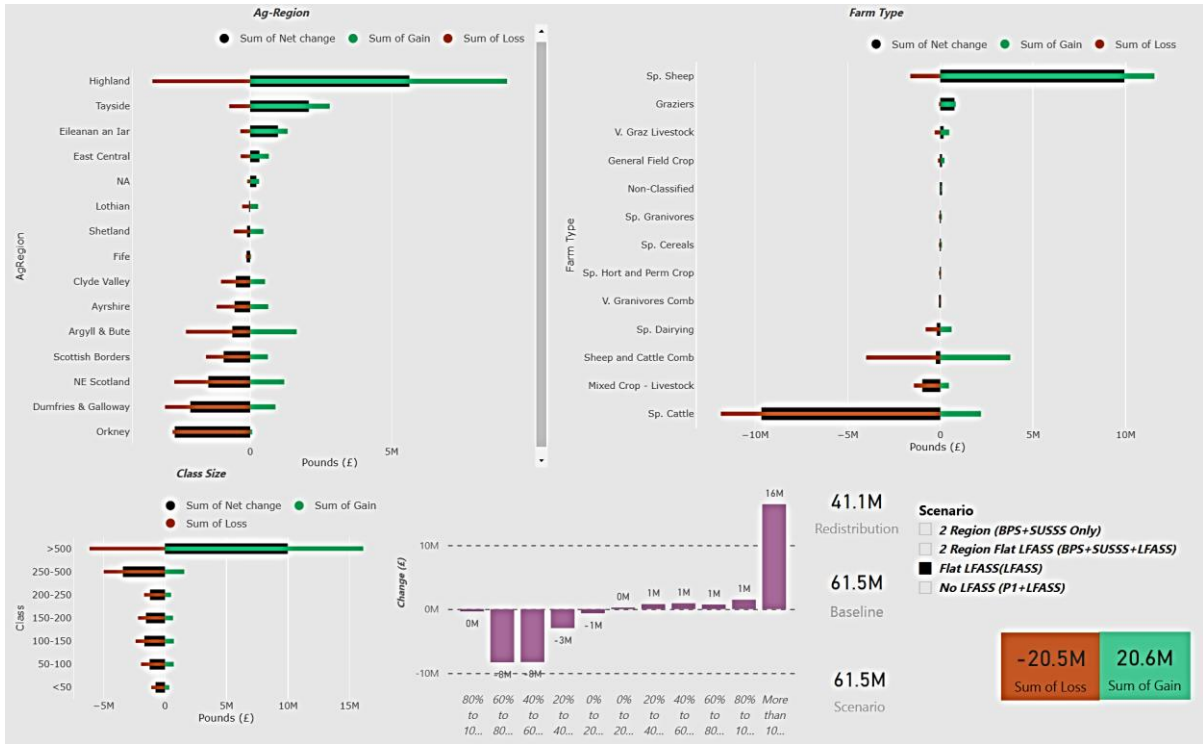 Ag-Region
Sum of Net change Sum of Gain Sum of Loss
Highland
Tayside
Eileanan an Iar
East Central
NA
Lothian
Shetland
Fife
Clyde Valley
Ayrshire
Argyll & Bute
Scottish Borders
NE Scotland
Dumfries & Galloway
Orkney
AgRegion
0 5M
Pounds (£)
Farm Type
Sum of Net change Sum of Gain Sum of Loss
Sp. Sheep
Graziers
V. Graz Livestock
General Field Crop
Non-Classified
Sp. Granivores
Sp. Cereals
Sp. Hort and Perm Crop
V. Granivores Comb
Sp. Dairying
Sheep and Cattle Comb
Mixed Crop - Livestock
Sp. Cattle
Farm Type
−10M −5M 0 5M 10M
Pounds (£)
Class Size
Sum of Net change Sum of Gain
Sum of Loss
>500
250-500
200-250
150-200
100-150
50-100
<50
Class
−5M 0 5M 10M 15M
Pounds (£)
Change (£)
10M
0M
-10M
0M -8M -8M -3M -1M 0M 1M 1M 1M 1M 16M
80% 60% 40% 20% 0% 0% 20% 40% 60% 80% More
to to to to to to to to to to than
10... 80... 60... 40... 20... 20... 40... 60... 80... 10... 10...
41.1M
Redistribution
61.5M
Baseline
61.5M
Scenario
Scenario
2 Region (BPS+SUSSS Only)
2 Region Flat LFASS (BPS+SUSSS+LFASS)
Flat LFASS(LFASS)
No LFASS (P1+LFASS)
-20.5M 20.6M
Sum of Loss Sum of Gain